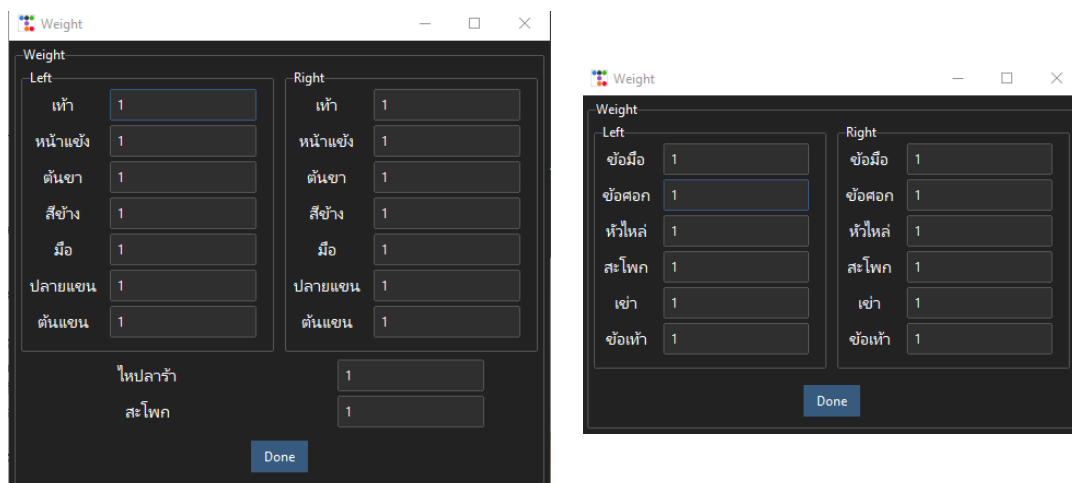 Weight
Weight
Left Right
เท้า 1 เท้า 1
หน้าแข้ง 1 หน้าแข้ง 1
ต้นขา 1 ต้นขา 1
สีข้าง 1 สีข้าง 1
มือ 1 มือ 1
ปลายแขน 1 ปลายแขน 1
ต้นแขน 1 ต้นแขน 1
ไหปลาร้า 1
สะโพก 1
Done
Weight
Weight
Left Right
ข้อมือ 1 ข้อมือ 1
ข้อศอก 1 ข้อศอก 1
หัวไหล่ 1 หัวไหล่ 1
สะโพก 1 สะโพก 1
เข่า 1 เข่า 1
ข้อเท้า 1 ข้อเท้า 1
Done